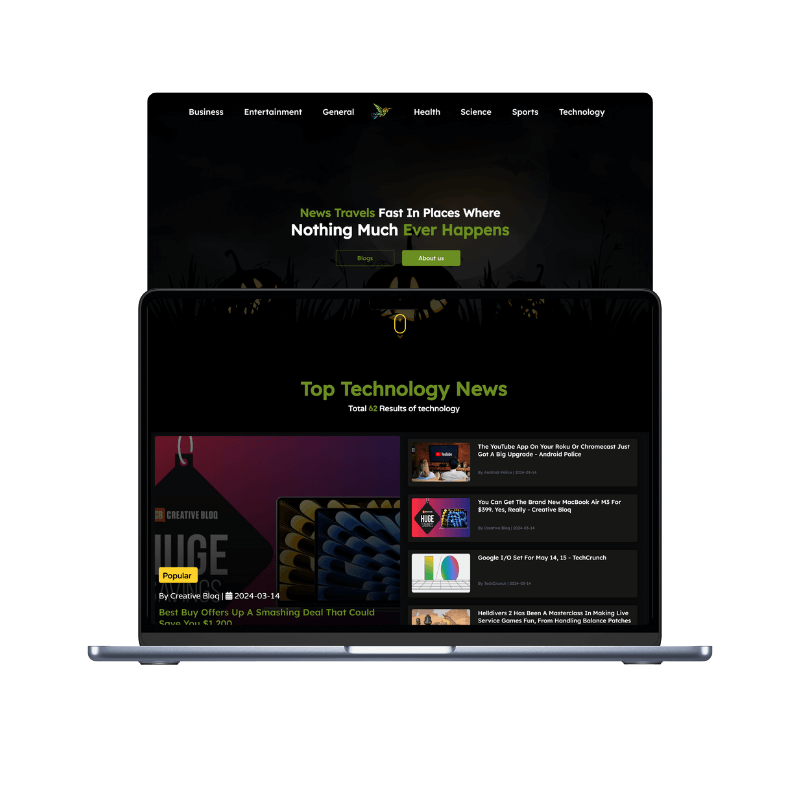 Business Entertainment General Health Science Sports Technology
News Travels Fast In Places Where
Nothing Much Ever Happens
Blogs About us
Top Technology News
Total 62 Results of technology
CREATIVE BLOQ
HUGE
SAVINGS
Popular
By Creative Bloq | 2024-03-14
Best Buy Offers Up A Smashing Deal That Could
Save You $1,200
YouTube
The YouTube App On Your Roku Or Chromecast Just
Got A Big Upgrade - Android Police
By Android Police | 2024-03-14
HUGE
You Can Get The Brand New MacBook Air M3 For
$399. Yes, Really - Creative Bloq
By Creative Bloq | 2024-03-14
Google I/O Set For May 14, 15 - TechCrunch
By TechCrunch | 2024-03-14
Helldivers 2 Has Been A Masterclass In Making Live
Service Games Fun, From Handling Balance Patches